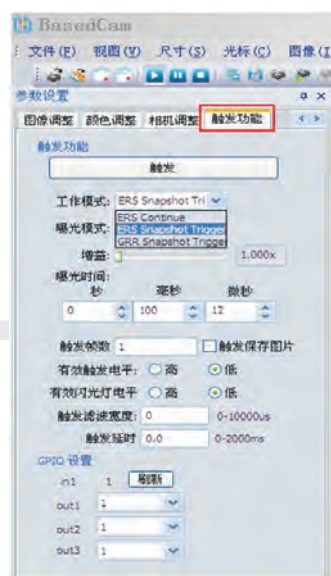 BasedCam
文件(F) 视图(V) 尺寸(S) 光标(C) 图像(I
参数设置
图像调整 颜色调整 相机调整 触发功能
触发功能
触发
工作模式: ERS Snapshot Tri
ERS Continue
曝光模式: ERS Snapshot Trigger
GRR Snapshot Trigger
增益: 1.000x
曝光时间:
秒 毫秒 微秒
0 100 12
触发帧数 1 触发保存图片
有效触发电平: 高 低
有效闪光灯电平 高 低
触发滤波宽度: 0 0-10000us
触发延时 0.0 0-2000ms
GPIO 设置
n1 1 刷新
out1 1
out2 1
out3 1